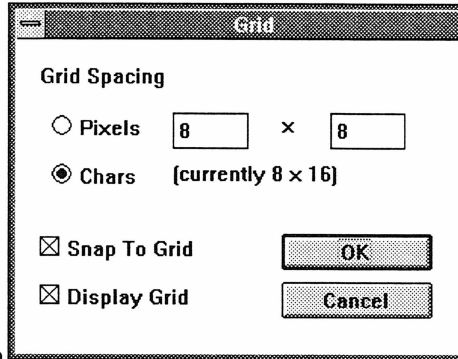 Grid
Grid Spacing
Pixels 8 × 8
Chars (currently 8 × 16)
Snap To Grid OK
Display Grid Cancel